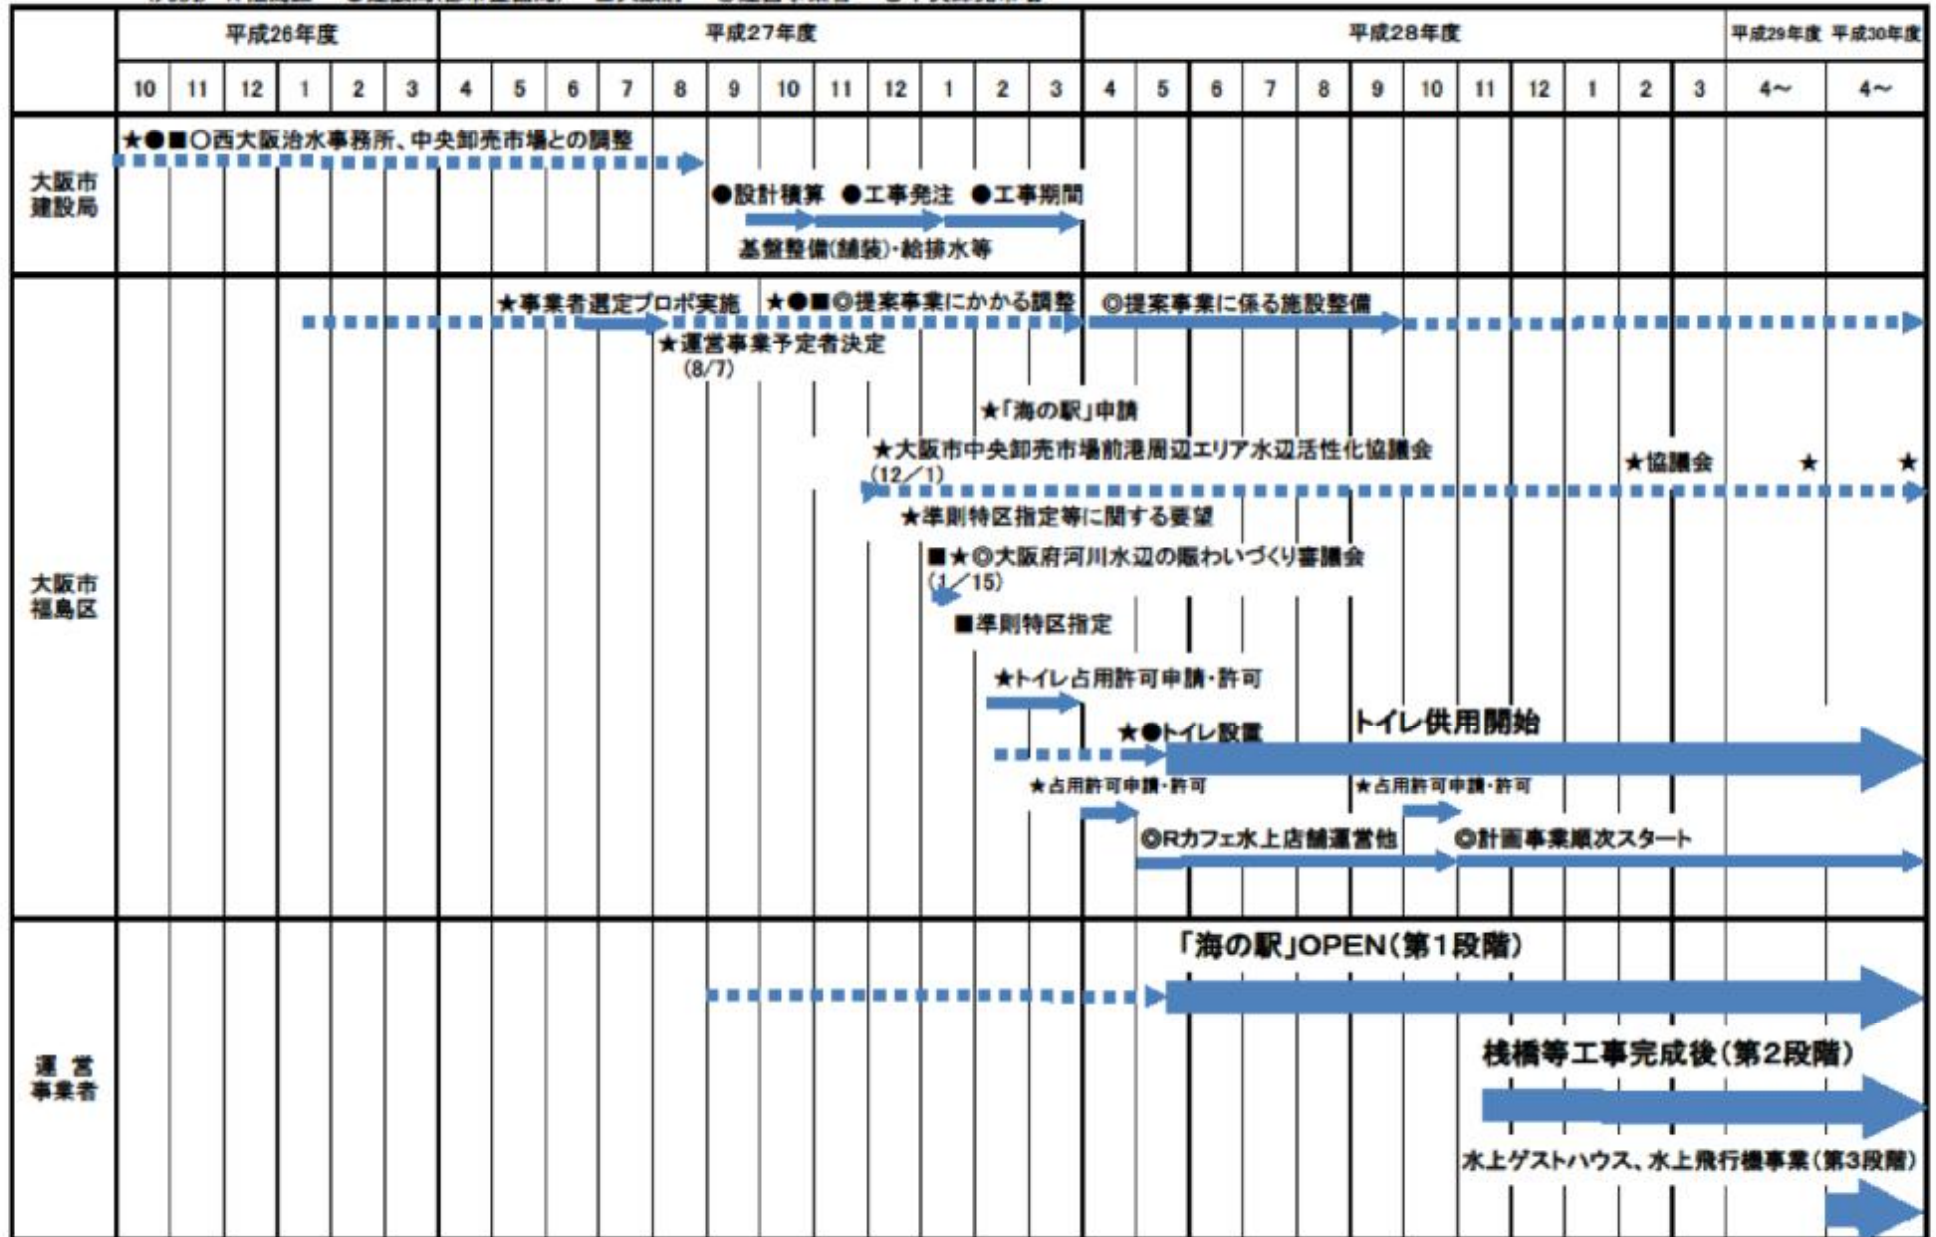 平成26年度 平成27年度 平成28年度 平成29年度 平成30年度
10 11 12 1 2 3 4 5 6 7 8 9 10 11 12 1 2 3 4 5 6 7 8 9 10 11 12 1 2 3 4～ 4～
大阪市
建設局
★●■○西大阪治水事務所、中央卸売市場との調整
●設計積算 ●工事発注 ●工事期間
基盤整備(舗装)・給排水等
大阪市
福島区
★事業者選定プロポ実施 ★●■◎提案事業にかかる調整 ◎提案事業に係る施設整備
★運営事業予定者決定
(8/7)
★「海の駅」申請
★大阪市中央卸売市場前港周辺エリア水辺活性化協議会
(12／1)
★協議会 ★ ★
★準則特区指定等に関する要望
■★◎大阪府河川水辺の賑わいづくり審議会
(1／15)
■準則特区指定
★トイレ占用許可申請・許可
★●トイレ設置 トイレ供用開始
★占用許可申請・許可 ★占用許可申請・許可
◎Rカフェ水上店舗運営他 ◎計画事業順次スタート
運 営
事業者
「海の駅」OPEN(第1段階)
桟橋等工事完成後(第2段階)
水上ゲストハウス、水上飛行機事業(第3段階)